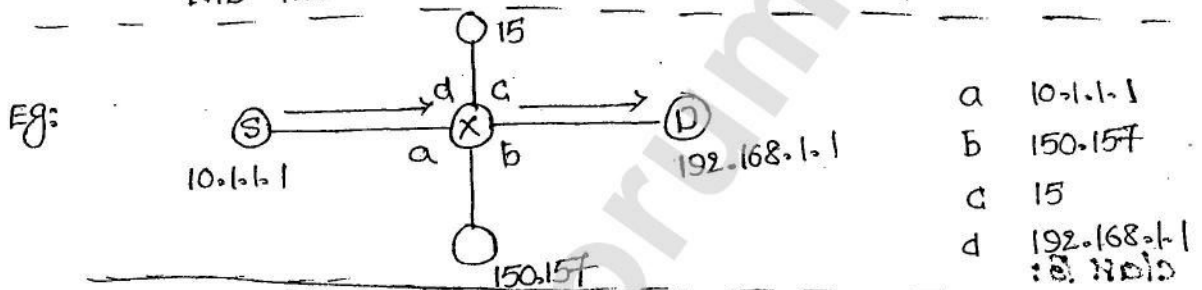 15
d c
Eg: S X D a 10.1.1.1
a b b 150.157
10.1.1.1 192.168.1.1 c 15
d 192.168.1.1
150.157